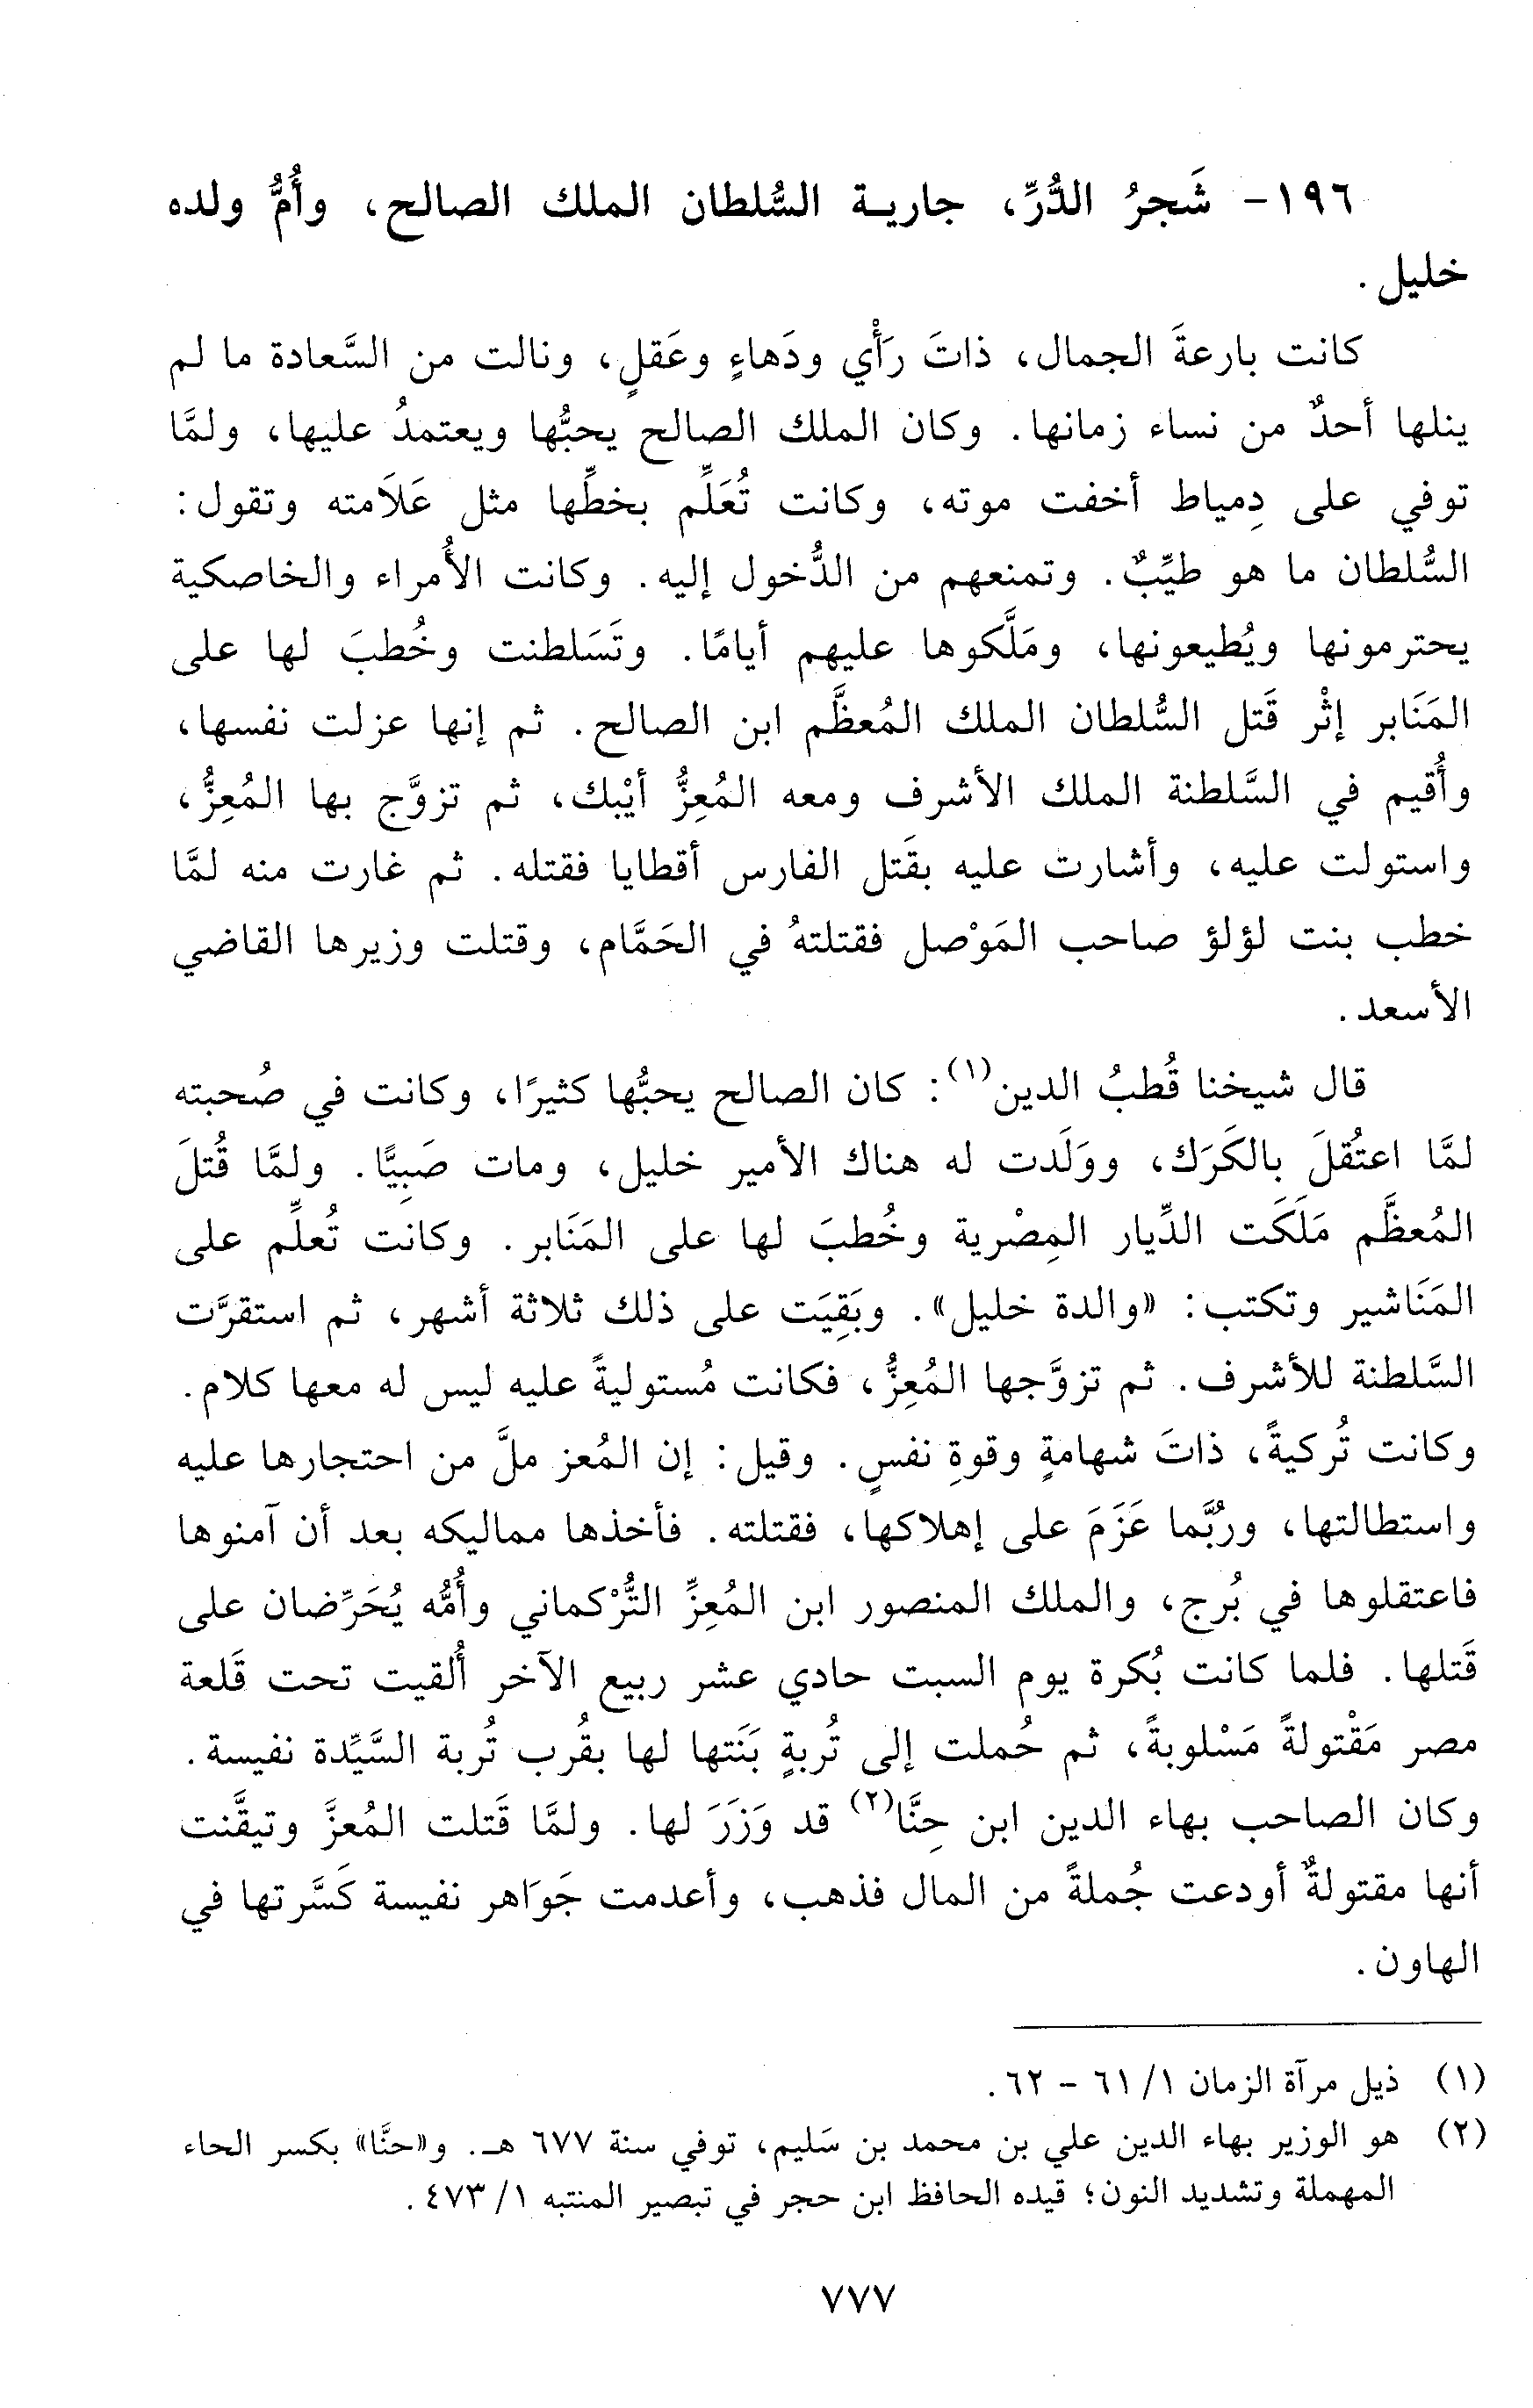 ١٩٦- شَجرُ الدُّرِّ، جارية السُّلطان الملك الصالح، وأُمُّ ولده
خليل.
كانت بارعةَ الجمال، ذاتَ رَأْي ودَهاءٍ وعَقلٍ، ونالت من السَّعادة ما لم
ينلها أحدٌ من نساء زمانها. وكان الملك الصالح يحبُّها ويعتمدُ عليها، ولمَّا
توفي على دِمياط أخفت موته، وكانت تُعَلِّم بخطِّها مثل عَلاَمته وتقول:
السُّلطان ما هو طيِّبٌ. وتمنعهم من الدُّخول إليه. وكانت الأُمراء والخاصكية
يحترمونها ويُطيعونها، ومَلَّكوها عليهم أيامًا. وتَسَلطنت وخُطبَ لها على
المَنَابر إثْر قَتل السُّلطان الملك المُعظَّم ابن الصالح. ثم إنها عزلت نفسها،
وأُقيم في السَّلطنة الملك الأشرف ومعه المُعِزُّ أيْبك، ثم تزوَّج بها المُعِزُّ،
واستولت عليه، وأشارت عليه بقَتل الفارس أقطايا فقتله. ثم غارت منه لمَّا
خطب بنت لؤلؤ صاحب المَوْصل فقتلتهُ في الحَمَّام، وقتلت وزيرها القاضي
الأسعد.
قال شيخنا قُطبُ الدين(١): كان الصالح يحبُّها كثيرًا، وكانت في صُحبته
لمَّا اعتُقلَ بالكَرَك، ووَلَدت له هناك الأمير خليل، ومات صَبِيًّا. ولمَّا قُتلَ
المُعظَّم مَلَكَت الدِّيار المِصْرية وخُطبَ لها على المَنَابر. وكانت تُعلِّم على
المَنَاشير وتكتب: «والدة خليل». وبَقِيَت على ذلك ثلاثة أشهر، ثم استقرَّت
السَّلطنة للأشرف. ثم تزوَّجها المُعِزُّ، فكانت مُستوليةً عليه ليس له معها كلام.
وكانت تُركيةً، ذاتَ شهامةٍ وقوةِ نفسٍ. وقيل: إن المُعز ملَّ من احتجارها عليه
واستطالتها، ورُبَّما عَزَمَ على إهلاكها، فقتلته. فأخذها مماليكه بعد أن آمنوها
فاعتقلوها في بُرج، والملك المنصور ابن المُعِزِّ التُّرْكماني وأُمُّه يُحَرِّضان على
قَتلها. فلما كانت بُكرة يوم السبت حادي عشر ربيع الآخر أُلقيت تحت قَلعة
مصر مَقْتولةً مَسْلوبةً، ثم حُملت إلى تُربةٍ بَنَتها لها بقُرب تُربة السَّيِّدة نفيسة.
وكان الصاحب بهاء الدين ابن حِنَّا(٢) قد وَزَرَ لها. ولمَّا قَتلت المُعزَّ وتيقَّنت
أنها مقتولةٌ أودعت جُملةً من المال فذهب، وأعدمت جَوَاهر نفيسة كَسَّرتها في
الهاون.
(١) ذيل مرآة الزمان ١/ ٦١ - ٦٢.
(٢) هو الوزير بهاء الدين علي بن محمد بن سَليم، توفي سنة ٦٧٧ هـ. و«حنَّا» بكسر الحاء
المهملة وتشديد النون؛ قيده الحافظ ابن حجر في تبصير المنتبه ١/ ٤٧٣.
٧٧٧